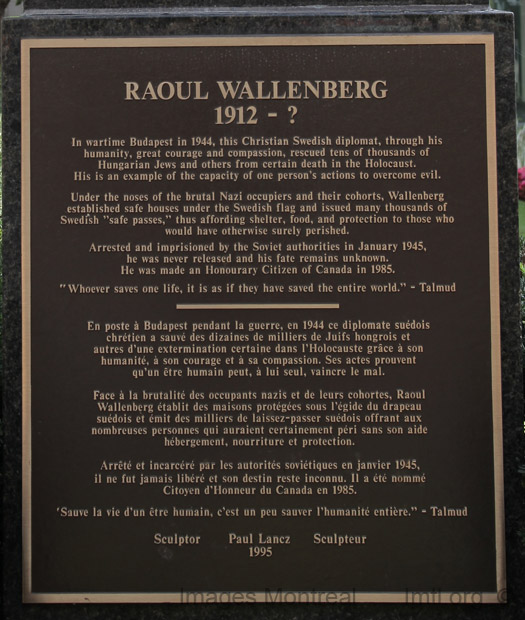 RAOUL WALLENBERG
1912 - ?
In wartime Budapest in 1944, this Christian Swedish diplomat, through his
humanity, great courage and compassion, rescued tens of thousands of
Hungarian Jews and others from certain death in the Holocaust.
His is an example of the capacity of one person's actions to overcome evil.
Under the noses of the brutal Nazi occupiers and their cohorts, Wallenberg
established safe houses under the Swedish flag and issued many thousands of
Swedish "safe passes," thus affording shelter, food, and protection to those who
would have otherwise surely perished.
Arrested and imprisioned by the Soviet authorities in January 1945,
he was never released and his fate remains unknown.
He was made an Honourary Citizen of Canada in 1985.
"Whoever saves one life, it is as if they have saved the entire world." - Talmud
En poste à Budapest pendant la guerre, en 1944 ce diplomate suédois
chrétien a sauvé des dizaines de milliers de Juifs hongrois et
autres d'une extermination certaine dans l'Holocauste grâce à son
humanité, à son courage et à sa compassion. Ses actes prouvent
qu'un être humain peut, à lui seul, vaincre le mal.
Face à la brutalité des occupants nazis et de leurs cohortes, Raoul
Wallenberg établit des maisons protégées sous l'égide du drapeau
suédois et émit des milliers de laissez-passer suédois offrant aux
nombreuses personnes qui auraient certainement péri sans son aide
hébergement, nourriture et protection.
Arrêté et incarcéré par les autorités soviétiques en janvier 1945,
il ne fut jamais libéré et son destin reste inconnu. Il a été nommé
Citoyen d'Honneur du Canada en 1985.
'Sauve la vie d'un être humain, c'est un peu sauver l'humanité entière." - Talmud
Sculptor Paul Lancz Sculpteur
1995
Images Montreal ImiLord ©